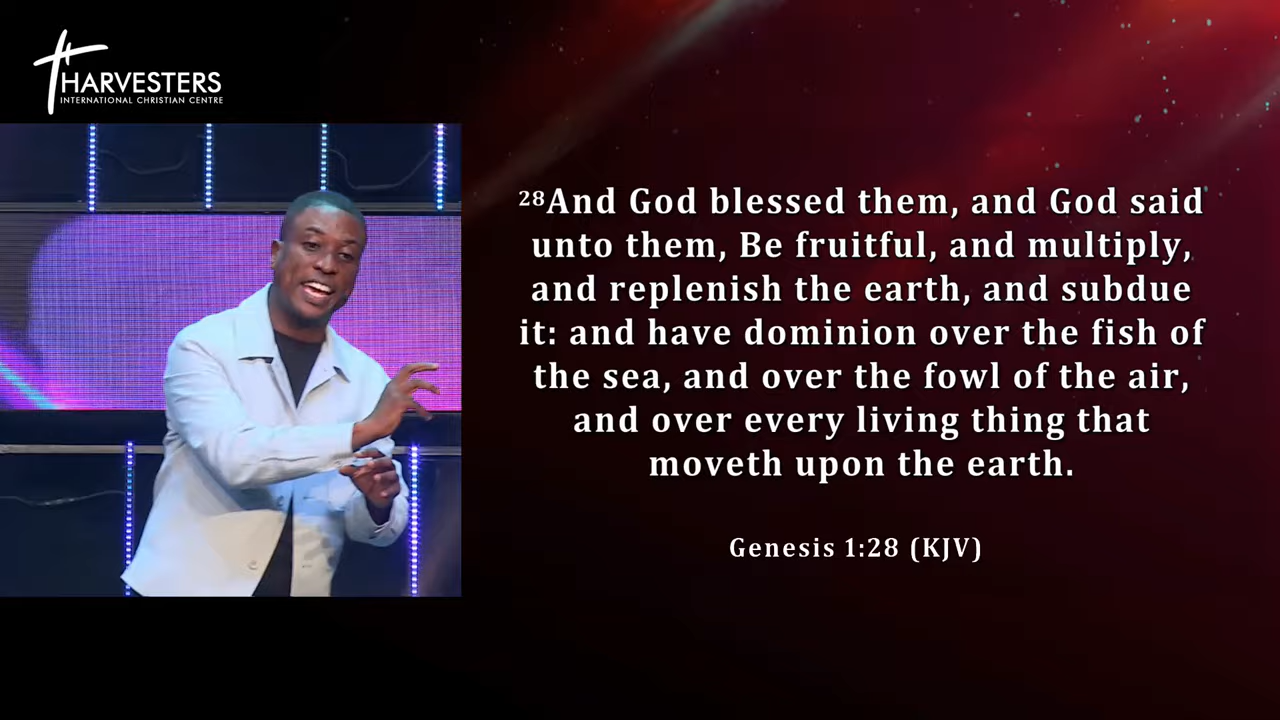 HARVESTERS
INTERNATIONAL CHRISTIAN CENTRE
²⁸And God blessed them, and God said
unto them, Be fruitful, and multiply,
and replenish the earth, and subdue
it: and have dominion over the fish of
the sea, and over the fowl of the air,
and over every living thing that
moveth upon the earth.
Genesis 1:28 (KJV)